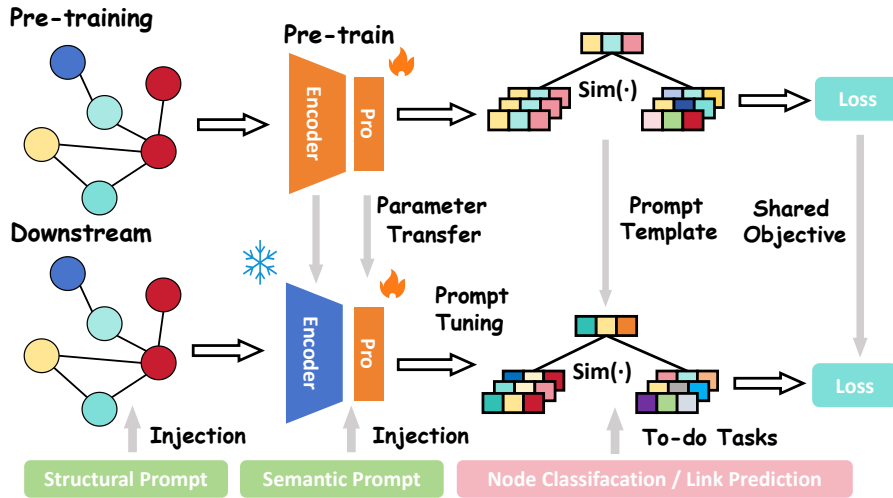 Pre-training
Pre-train
Encoder
Pro
Sim(·)
Loss
Parameter
Transfer
Prompt
Template
Shared
Objective
Downstream
Encoder
Pro
Prompt
Tuning
Sim(·)
Loss
Injection
Injection
To-do Tasks
Structural Prompt
Semantic Prompt
Node Classifacation / Link Prediction